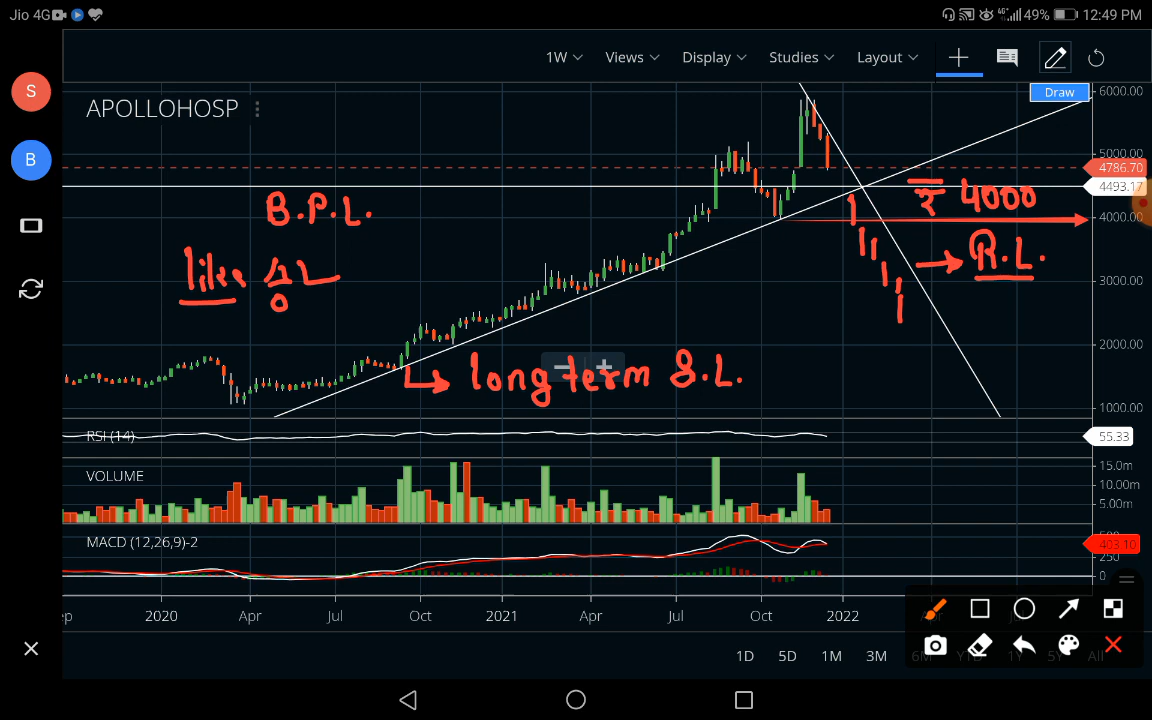 Jio 4G 49% 12:49 PM
1W Views Display Studies Layout
S
APOLLOHOSP
Draw
6000.00
5000.00
4786.70
B
4493.17
B.P.L.
₹ 4000
4000.00
R.L.
like
3000.00
2000.00
long term S.L.
1000.00
RSI (14)
55.33
VOLUME
15.0m
10.00m
5.00m
MACD (12,26,9)-2
403.10
250
0
2020 Apr Jul Oct 2021 Apr Jul Oct 2022
1D 5D 1M 3M 6M YTD 1Y 5Y All